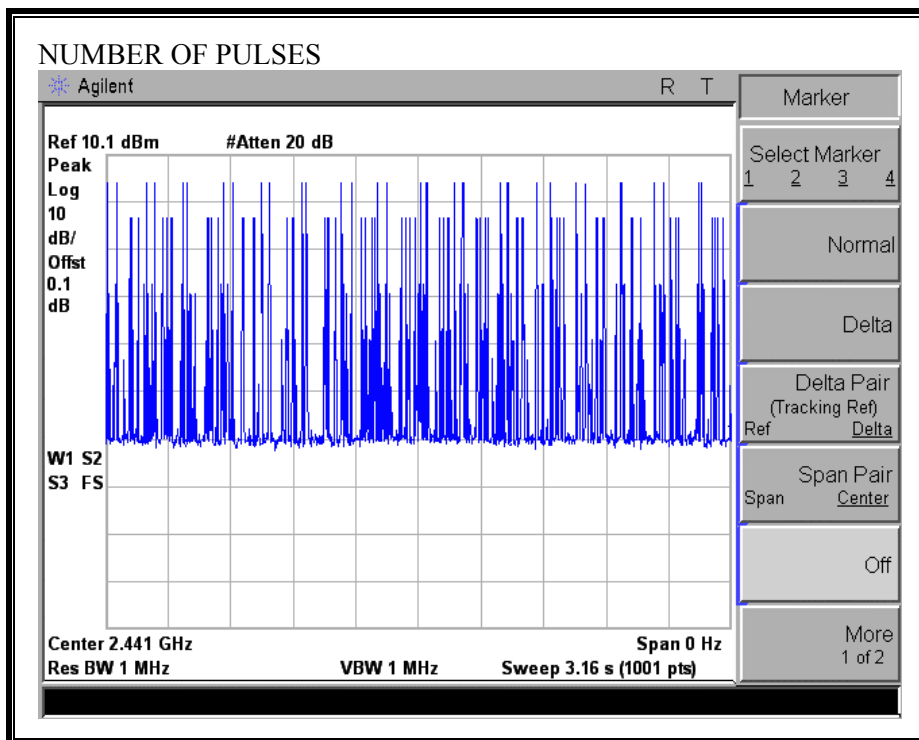 NUMBER OF PULSES
Agilent R T
Ref 10.1 dBm #Atten 20 dB
Peak
Log
10
dB/
Offst
0.1
dB
W1 S2
S3 FS
Center 2.441 GHz Span 0 Hz
Res BW 1 MHz VBW 1 MHz Sweep 3.16 s (1001 pts)
Marker
Select Marker
1 2 3 4
Normal
Delta
Delta Pair
(Tracking Ref)
Ref Delta
Span Pair
Span Center
Off
More
1 of 2